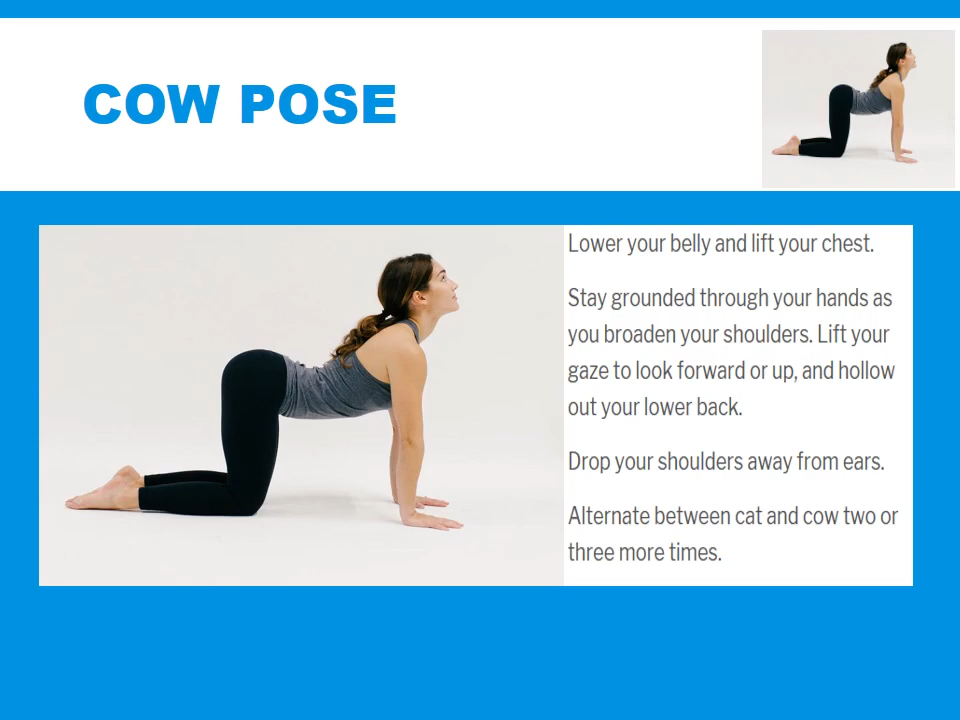 COW POSE
Lower your belly and lift your chest.
Stay grounded through your hands as
you broaden your shoulders. Lift your
gaze to look forward or up, and hollow
out your lower back.
Drop your shoulders away from ears.
Alternate between cat and cow two or
three more times.